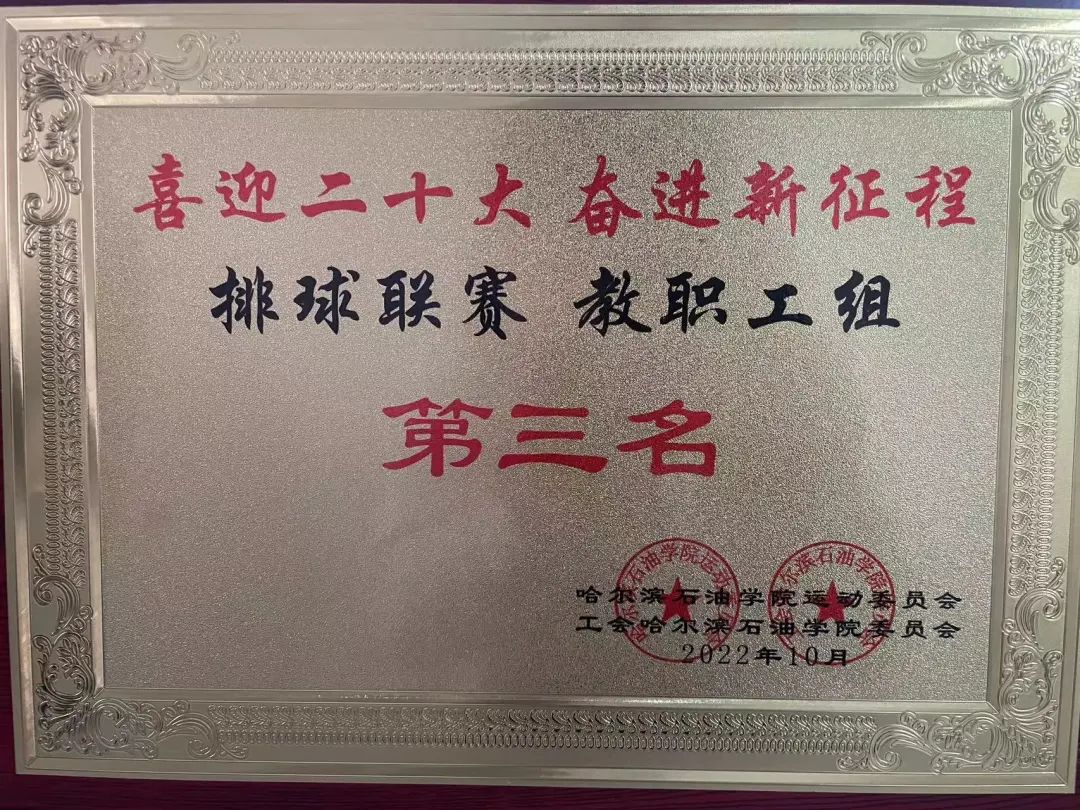 喜迎二十大 奋进新征程
排球联赛 教职工组
第三名
哈尔滨石油学院运动委员会
工会哈尔滨石油学院委员会
2022年10月